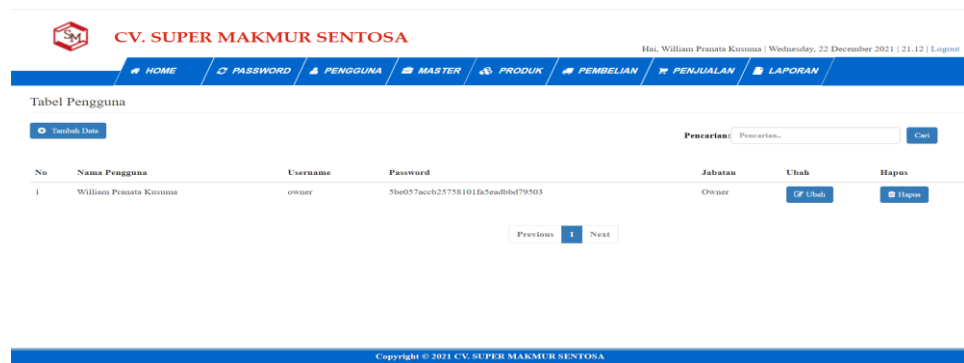 SM
CV. SUPER MAKMUR SENTOSA
Hai, William Pranata Kusuma | Wednesday, 22 December 2021 | 21.12 | Logout
HOME PASSWORD PENGGUNA MASTER PRODUK PEMBELIAN PENJUALAN LAPORAN
Tabel Pengguna
Tambah Data
Pencarian: Pencarian.. Cari
No Nama Pengguna Username Password Jabatan Ubah Hapus
1 William Pranata Kusuma owner 5be057accb25758101fa5eadbbd79503 Owner Ubah Hapus
Previous 1 Next
Copyright © 2021 CV. SUPER MAKMUR SENTOSA